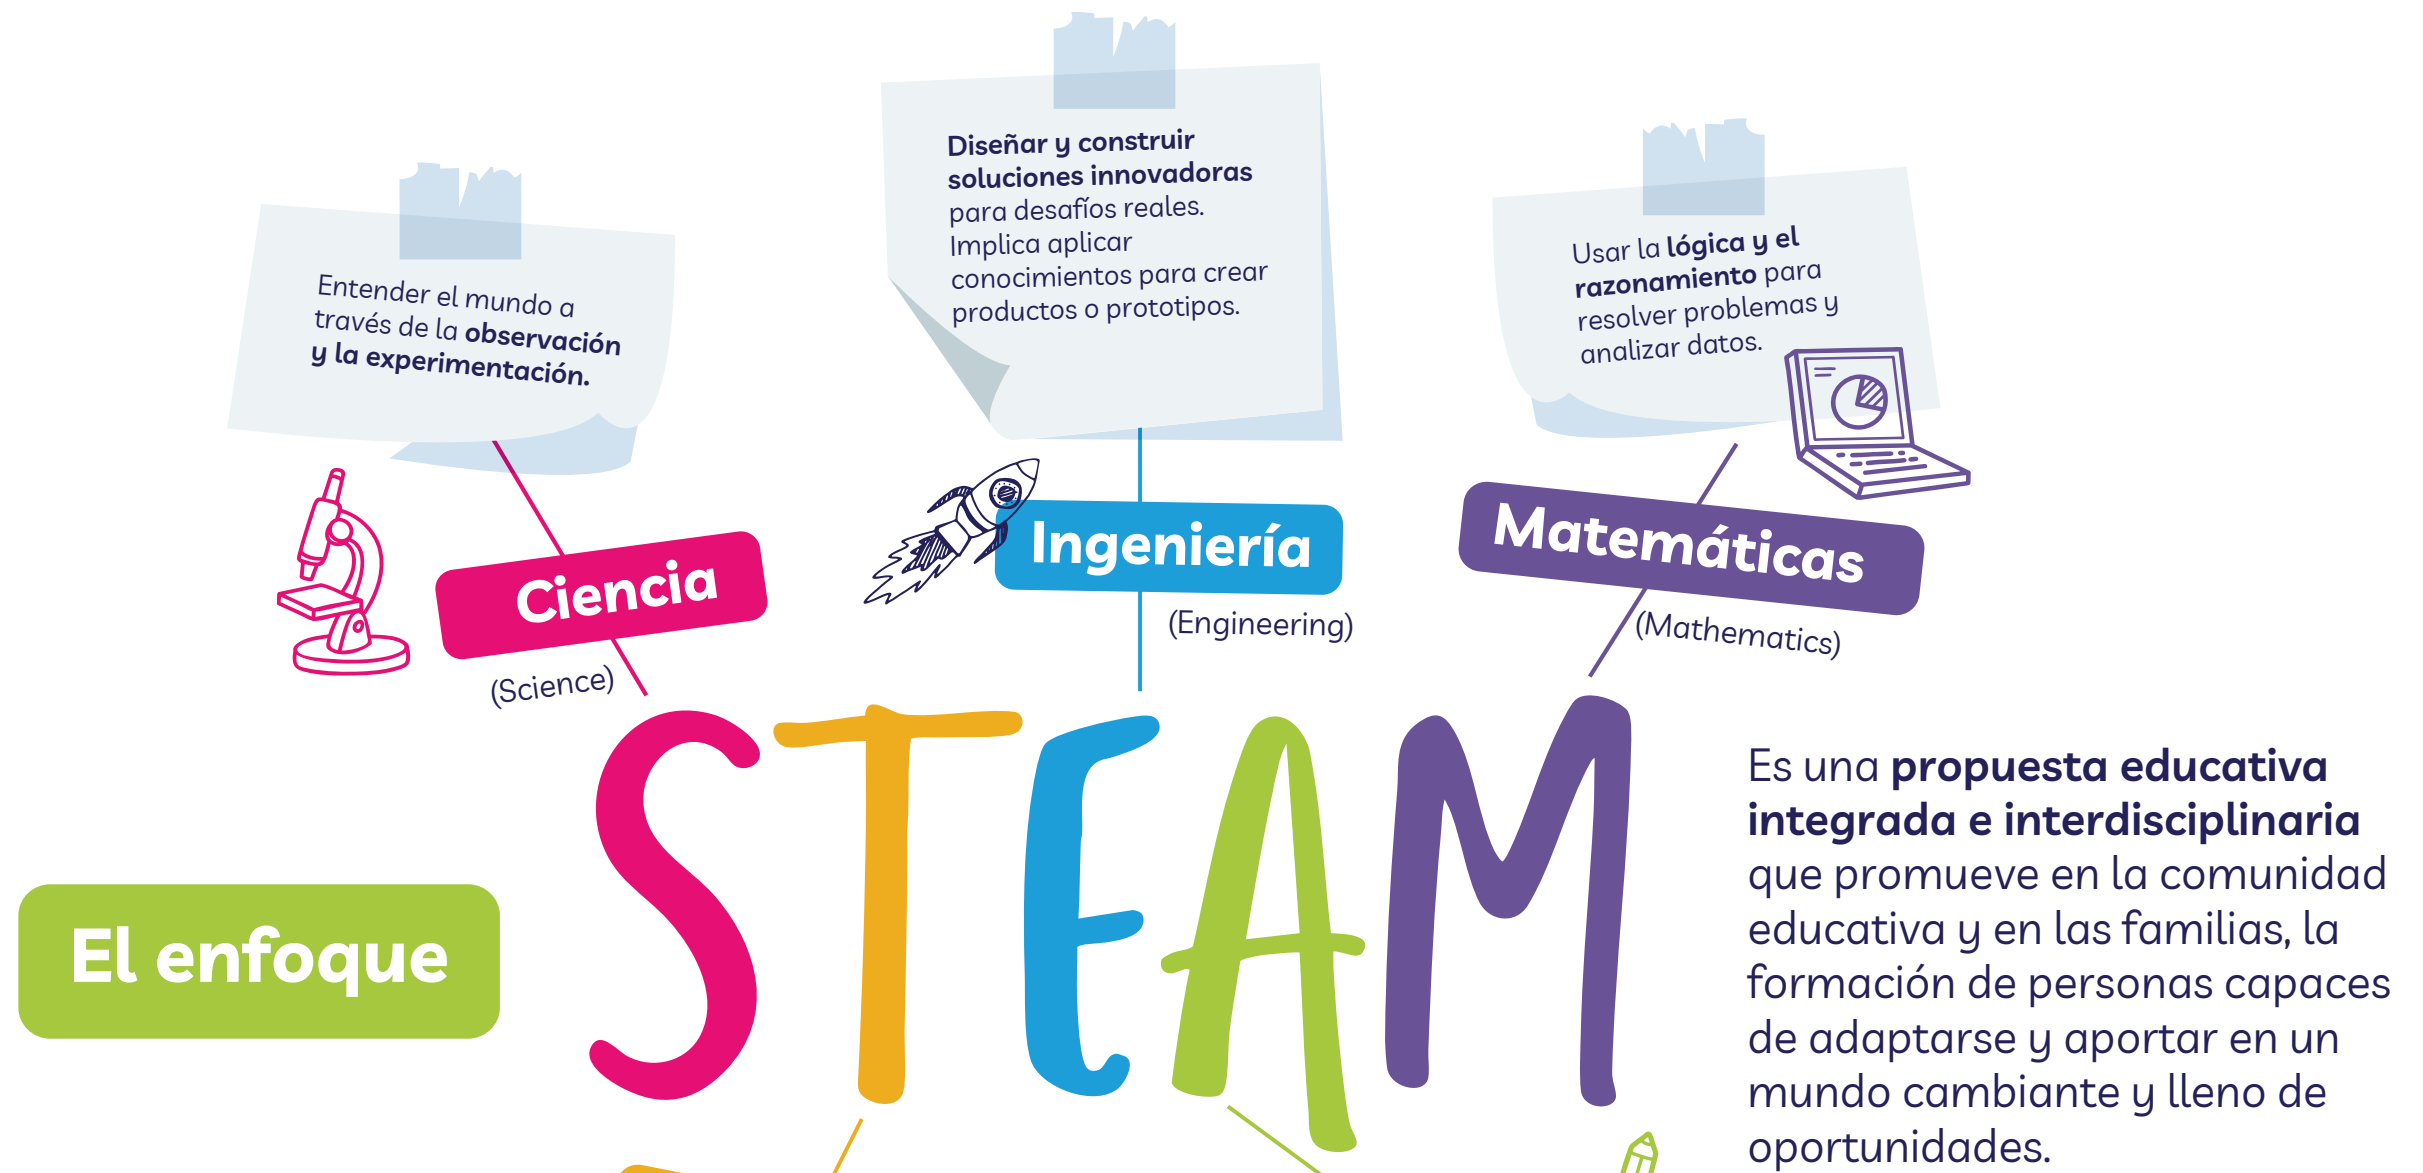 Entender el mundo a
través de la observación
y la experimentación.
Diseñar y construir
soluciones innovadoras
para desafíos reales.
Implica aplicar
conocimientos para crear
productos o prototipos.
Usar la lógica y el
razonamiento para
resolver problemas y
analizar datos.
Ciencia
(Science)
Ingeniería
(Engineering)
Matemáticas
(Mathematics)
El enfoque
STEAM
Es una propuesta educativa
integrada e interdisciplinaria
que promueve en la comunidad
educativa y en las familias, la
formación de personas capaces
de adaptarse y aportar en un
mundo cambiante y lleno de
oportunidades.